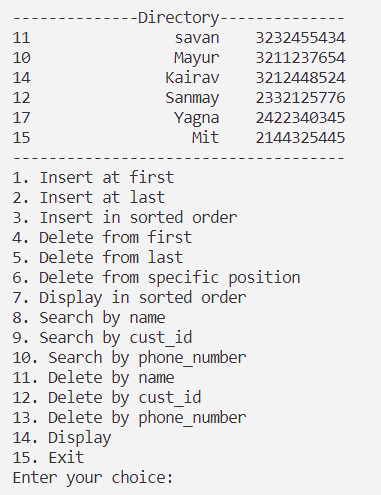 --------------Directory--------------
11 savan 3232455434
10 Mayur 3211237654
14 Kairav 3212448524
12 Sanmay 2332125776
17 Yagna 2422340345
15 Mit 2144325445
-------------------------------------
1. Insert at first
2. Insert at last
3. Insert in sorted order
4. Delete from first
5. Delete from last
6. Delete from specific position
7. Display in sorted order
8. Search by name
9. Search by cust_id
10. Search by phone_number
11. Delete by name
12. Delete by cust_id
13. Delete by phone_number
14. Display
15. Exit
Enter your choice: